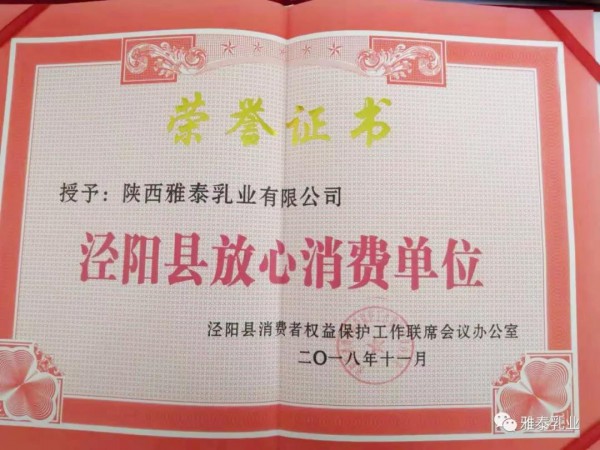 荣誉证书
授予：陕西雅泰乳业有限公司
泾阳县放心消费单位
泾阳县消费者权益保护工作联席会议办公室
二〇一八年十一月
雅泰乳业